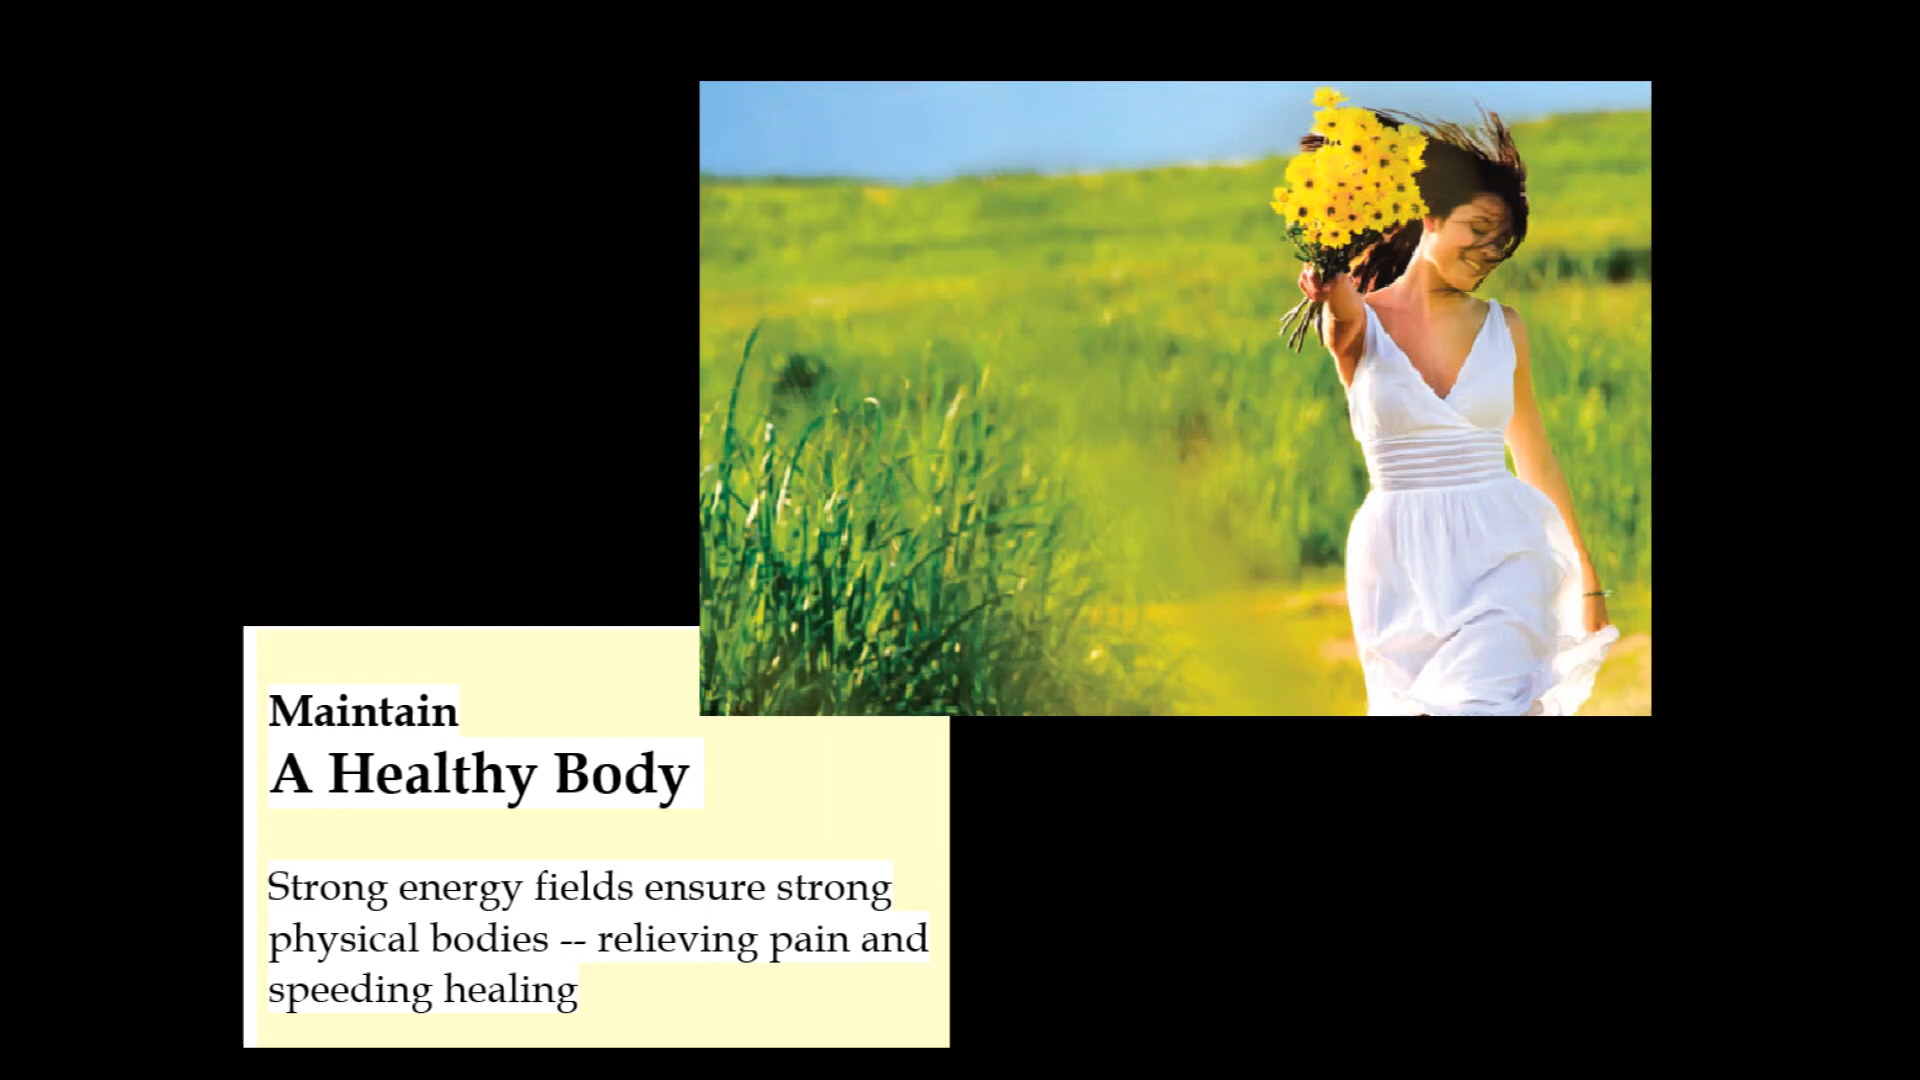 Maintain
A Healthy Body
Strong energy fields ensure strong
physical bodies -- relieving pain and
speeding healing